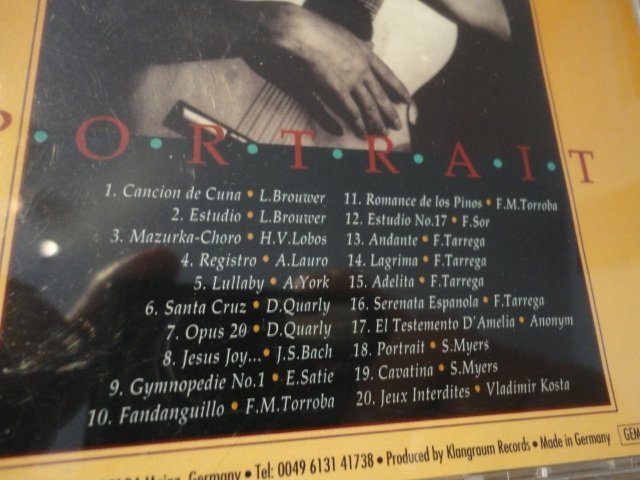 P·O·R·T·R·A·I·T
1. Cancion de Cuña • L.Brouwer
2. Estudio • L.Brouwer
3. Mazurka-Choro • H.V.Lobos
4. Registro • A.Lauro
5. Lullaby • A.York
6. Santa Cruz • D.Quarly
7. Opus 20 • D.Quarly
8. Jesus Joy... • J.S.Bach
9. Gymnopedie No.1 • E.Satie
10. Fandanguillo • F.M.Torroba
11. Romance de los Pinos • F.M.Torroba
12. Estudio No.17 • F.Sor
13. Andante • F.Tarrega
14. Lagrima • F.Tarrega
15. Adelita • F.Tarrega
16. Serenata Espanola • F.Tarrega
17. El Testemento D'Amelia • Anonym
18. Portrait • S.Myers
19. Cavatina • S.Myers
20. Jeux Interdites • Vladimir Kosta
Mainz, Germany • Tel: 0049 6131 41738 • Produced by Klangraum Records • Made in Germany
GEM